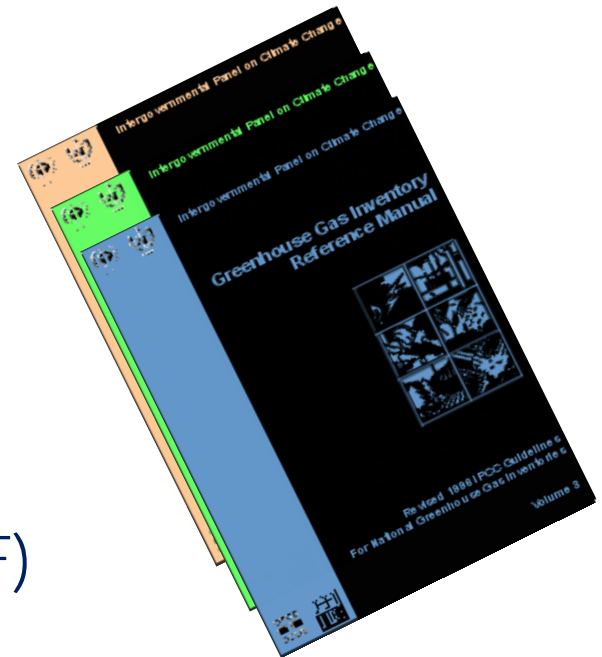 Intergovernmental Panel on Climate Change
Intergovernmental Panel on Climate Change
Intergovernmental Panel on Climate Change
Greenhouse Gas Inventory
Reference Manual
Revised 1996 IPCC Guidelines
For National Greenhouse Gas Inventories
Volume 3
F)